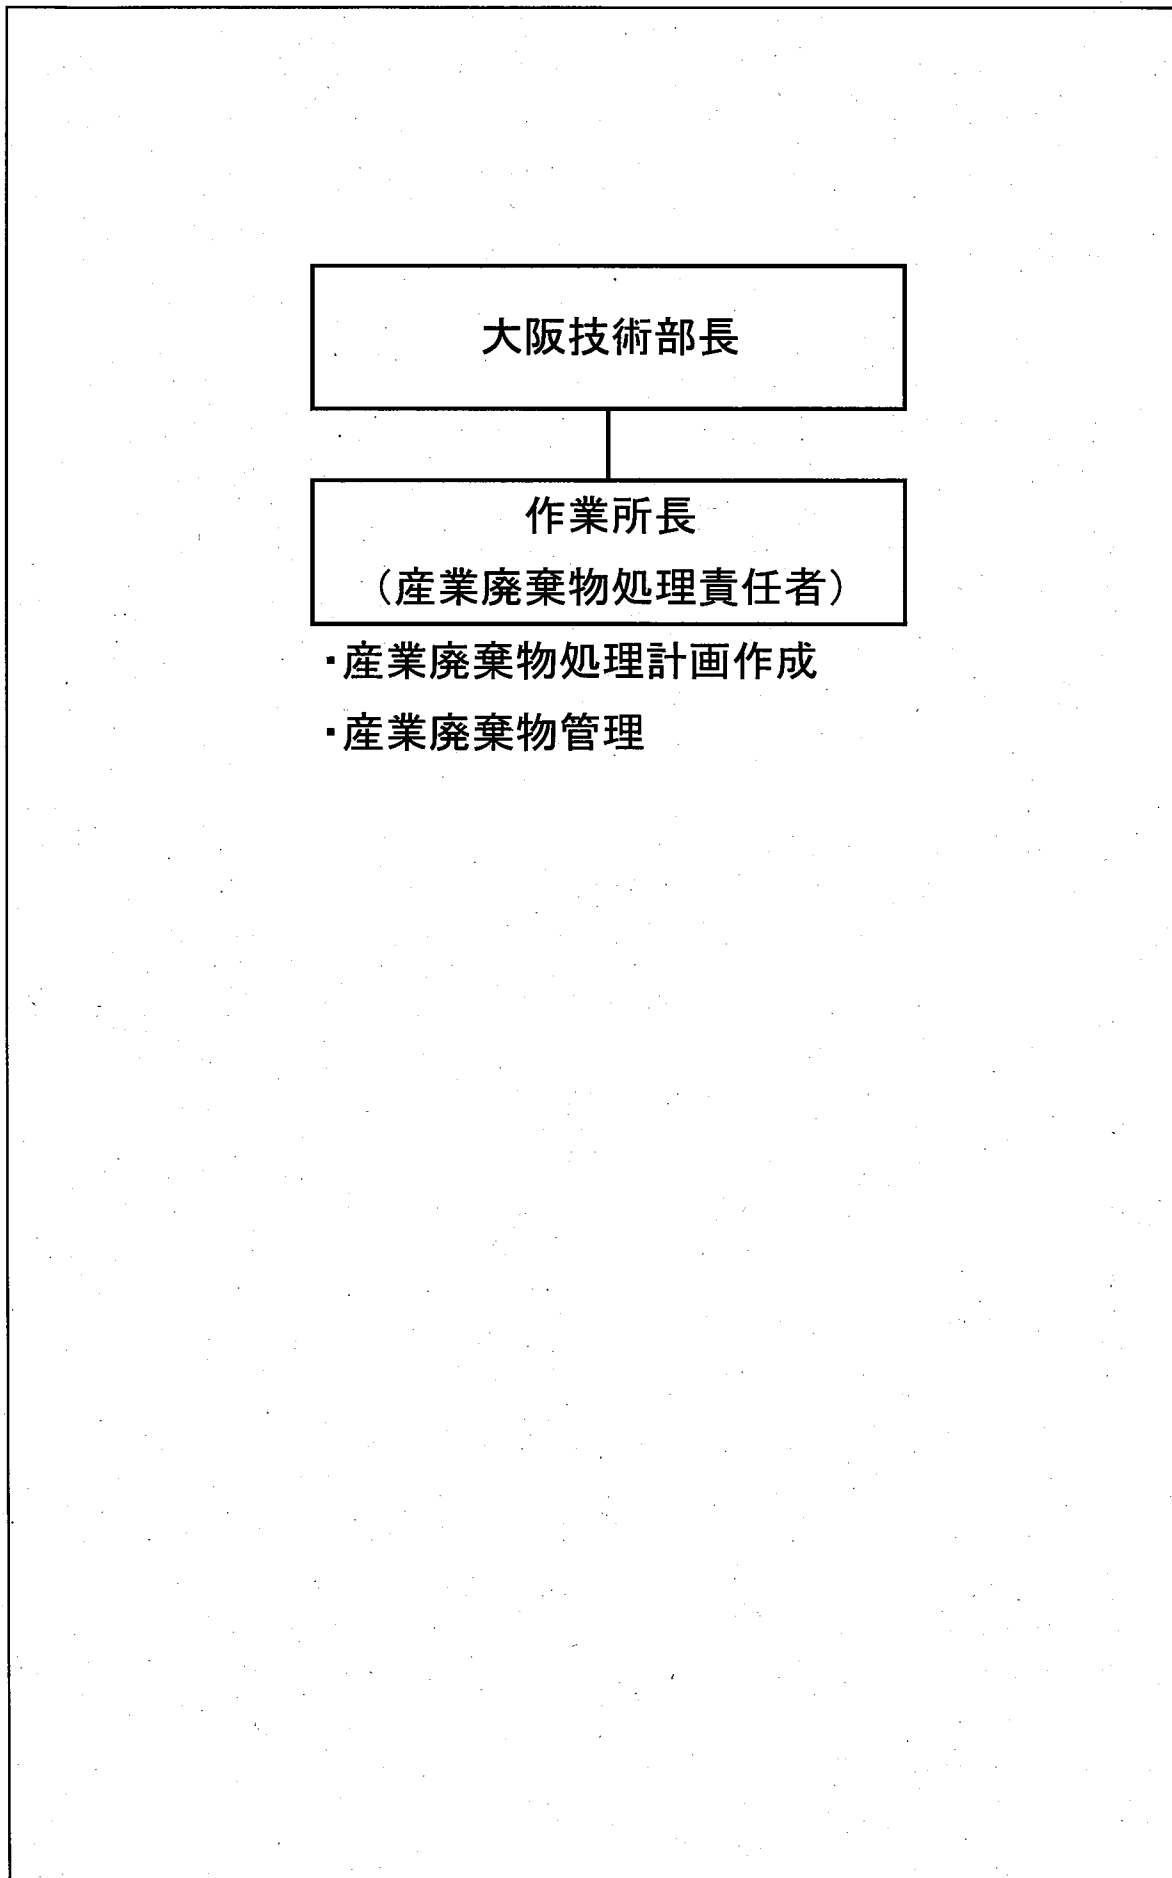 大阪技術部長
作業所長
（産業廃棄物処理責任者）
・産業廃棄物処理計画作成
・産業廃棄物管理